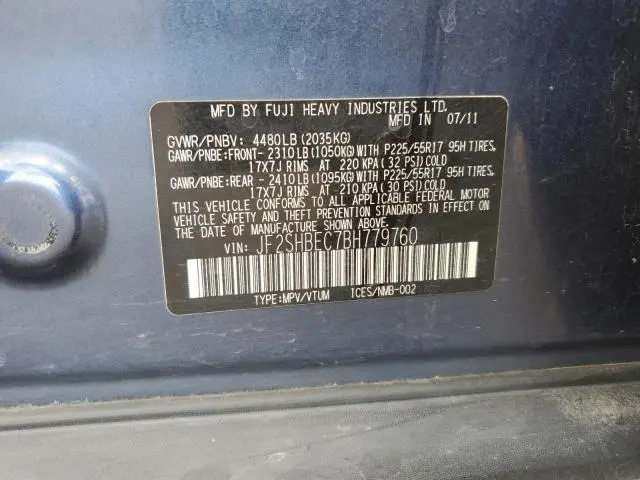 MFD BY FUJI HEAVY INDUSTRIES LTD.
MFD IN 07/11
GVWR/PNBV: 4480LB (2035KG)
GAWR/PNBE:FRONT- 2310LB(1050KG)WITH P225/55R17 95H TIRES,
17X7J RIMS AT 220 KPA(32 PSI)COLD
GAWR/PNBE:REAR - 2410LB(1095KG)WITH P225/55R17 95H TIRES,
17X7J RIMS AT 210 KPA(30 PSI)COLD
THIS VEHICLE CONFORMS TO ALL APPLICABLE FEDERAL MOTOR
VEHICLE SAFETY AND THEFT PREVENTION STANDARDS IN EFFECT ON
THE DATE OF MANUFACTURE SHOWN ABOVE.
VIN: JF2SHBEC7BH779760
TYPE:MPV/VTUM ICES/NMB-002